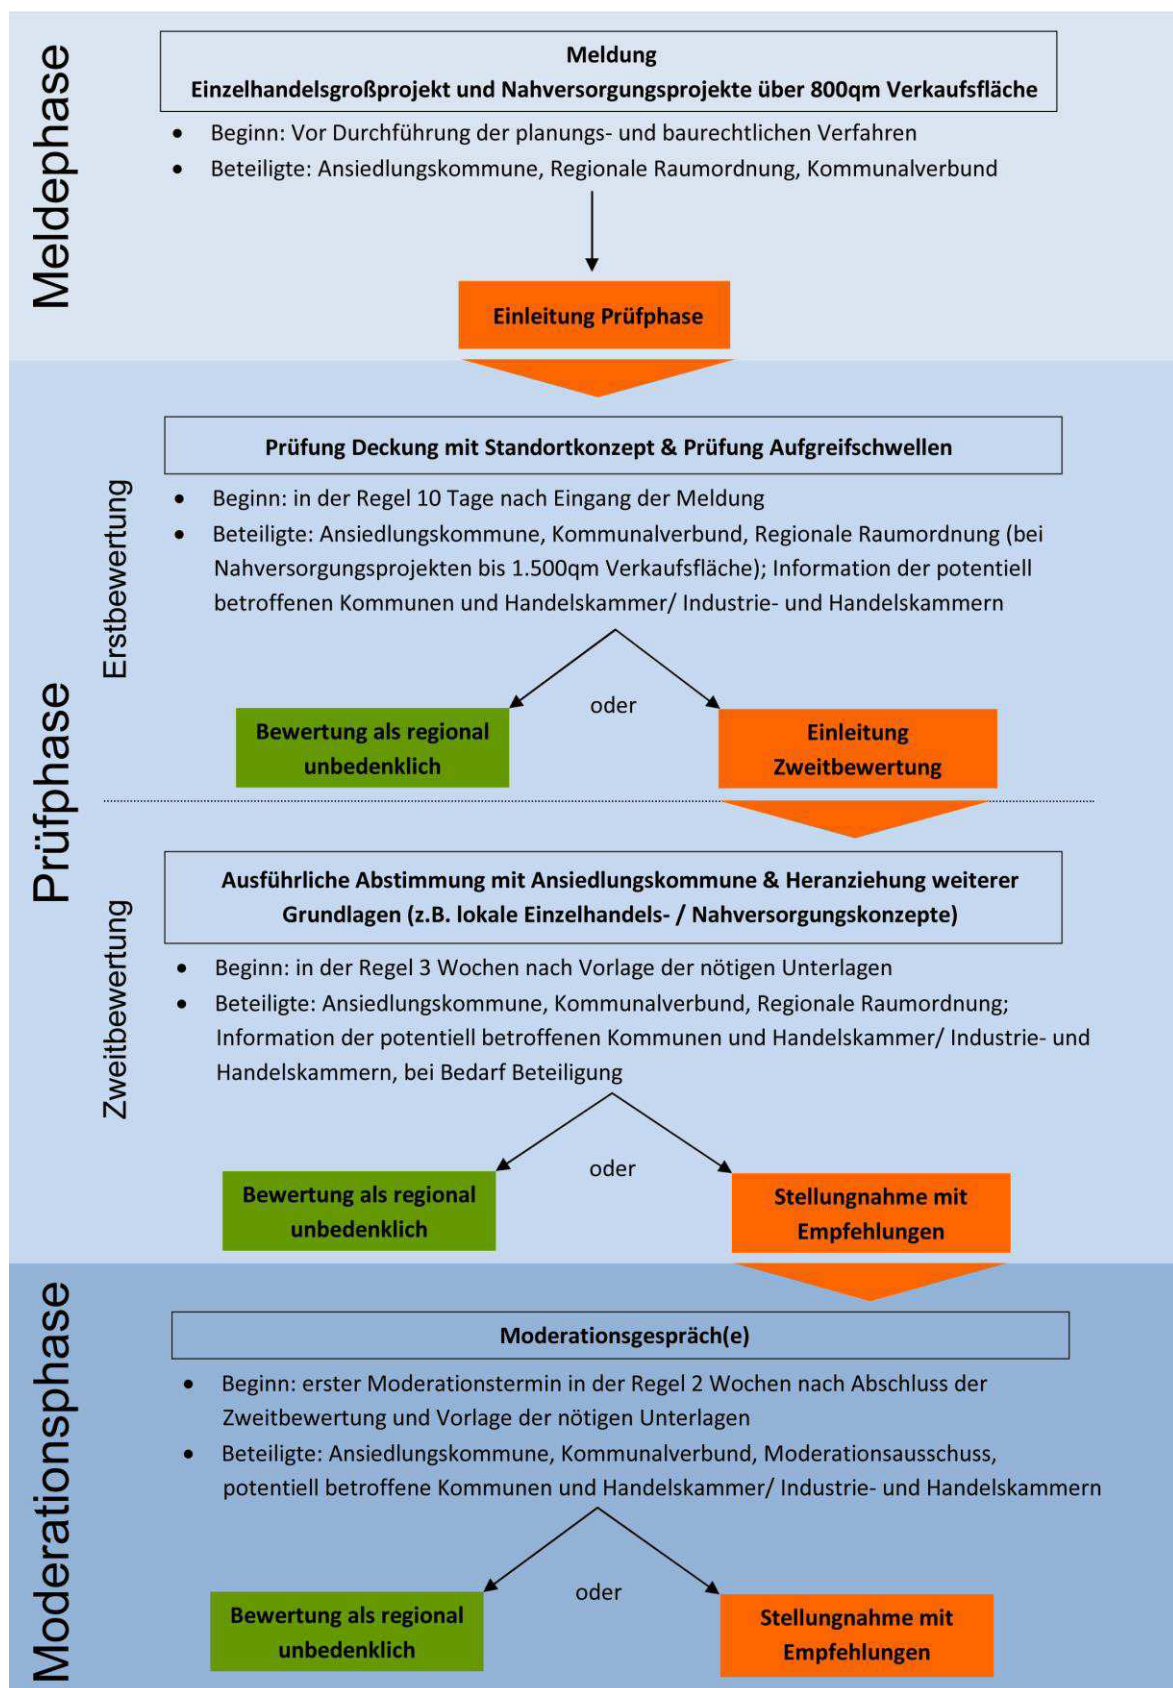 Meldephase
Meldung
Einzelhandelsgroßprojekt und Nahversorgungsprojekte über 800qm Verkaufsfläche
• Beginn: Vor Durchführung der planungs- und baurechtlichen Verfahren
• Beteiligte: Ansiedlungskommune, Regionale Raumordnung, Kommunalverbund
Einleitung Prüfphase
Prüfphase
Erstbewertung
Prüfung Deckung mit Standortkonzept & Prüfung Aufgreifschwellen
• Beginn: in der Regel 10 Tage nach Eingang der Meldung
• Beteiligte: Ansiedlungskommune, Kommunalverbund, Regionale Raumordnung (bei
Nahversorgungsprojekten bis 1.500qm Verkaufsfläche); Information der potentiell
betroffenen Kommunen und Handelskammer/ Industrie- und Handelskammern
oder
Bewertung als regional
unbedenklich
Einleitung
Zweitbewertung
Zweitbewertung
Ausführliche Abstimmung mit Ansiedlungskommune & Heranziehung weiterer
Grundlagen (z.B. lokale Einzelhandels- / Nahversorgungskonzepte)
• Beginn: in der Regel 3 Wochen nach Vorlage der nötigen Unterlagen
• Beteiligte: Ansiedlungskommune, Kommunalverbund, Regionale Raumordnung;
Information der potentiell betroffenen Kommunen und Handelskammer/ Industrie- und
Handelskammern, bei Bedarf Beteiligung
oder
Bewertung als regional
unbedenklich
Stellungnahme mit
Empfehlungen
Moderationsphase
Moderationsgespräch(e)
• Beginn: erster Moderationstermin in der Regel 2 Wochen nach Abschluss der
Zweitbewertung und Vorlage der nötigen Unterlagen
• Beteiligte: Ansiedlungskommune, Kommunalverbund, Moderationsausschuss,
potentiell betroffene Kommunen und Handelskammer/ Industrie- und Handelskammern
oder
Bewertung als regional
unbedenklich
Stellungnahme mit
Empfehlungen